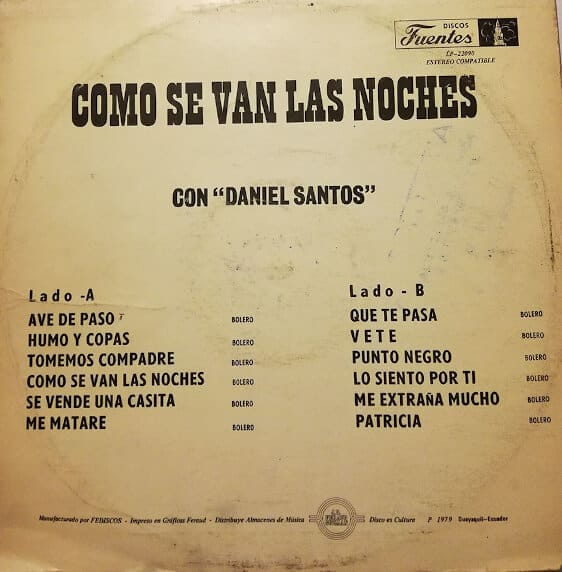 DISCOS
Fuentes
LP-22090
ESTEREO COMPATIBLE
COMO SE VAN LAS NOCHES
CON "DANIEL SANTOS"
Lado -A
AVE DE PASO BOLERO
HUMO Y COPAS BOLERO
TOMEMOS COMPADRE BOLERO
COMO SE VAN LAS NOCHES BOLERO
SE VENDE UNA CASITA BOLERO
ME MATARE BOLERO
Lado - B
QUE TE PASA BOLERO
VETE BOLERO
PUNTO NEGRO BOLERO
LO SIENTO POR TI BOLERO
ME EXTRAÑA MUCHO BOLERO
PATRICIA BOLERO
Manufacturado por FEDISCOS - Impreso en Gráficas Feraud - Distribuye Almacenes de Música Disco es Cultura P 1979 Guayaquil-Ecuador